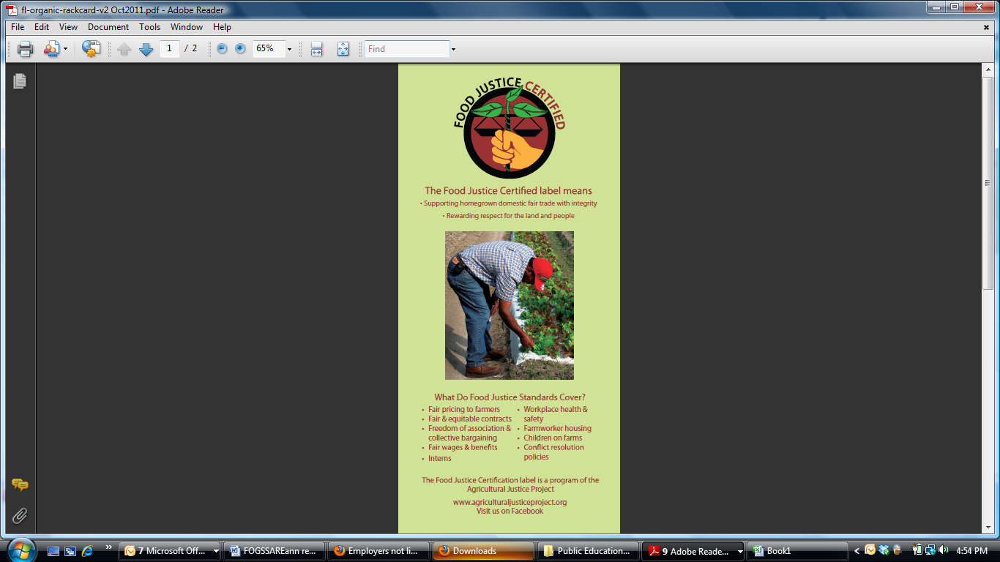 fl-organic-rackcard-v2 Oct2011.pdf - Adobe Reader
File Edit View Document Tools Window Help
1 / 2 65% Find
FOOD JUSTICE CERTIFIED
The Food Justice Certified label means
• Supporting homegrown domestic fair trade with integrity
• Rewarding respect for the land and people
What Do Food Justice Standards Cover?
• Fair pricing to farmers
• Fair & equitable contracts
• Freedom of association &
collective bargaining
• Fair wages & benefits
• Interns
• Workplace health &
safety
• Farmworker housing
• Children on farms
• Conflict resolution
policies
The Food Justice Certification label is a program of the
Agricultural Justice Project
www.agriculturaljusticeproject.org
Visit us on Facebook
7 Microsoft Off... FOGSSAREann re... Employers not li... Downloads Public Education... 9 Adobe Reade... Book1 4:54 PM